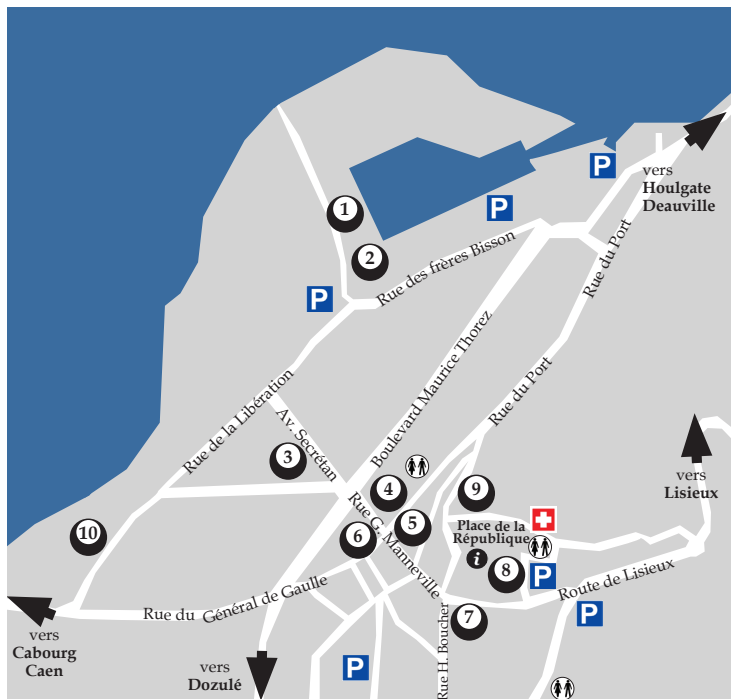 P
P
vers
Houlgate
Deauville
1
2
P
Rue des frères Bisson
Rue du Port
Boulevard Maurice Thorez
Rue du Port
Rue de la Libération
Av. Secrétan
3
vers
Lisieux
4
9
5
Rue G. Manneville
Place de la
République
10
6
i
8
P
Route de Lisieux
Rue du Général de Gaulle
P
7
vers
Cabourg
Caen
vers
Dozulé
P
Rue H. Boucher